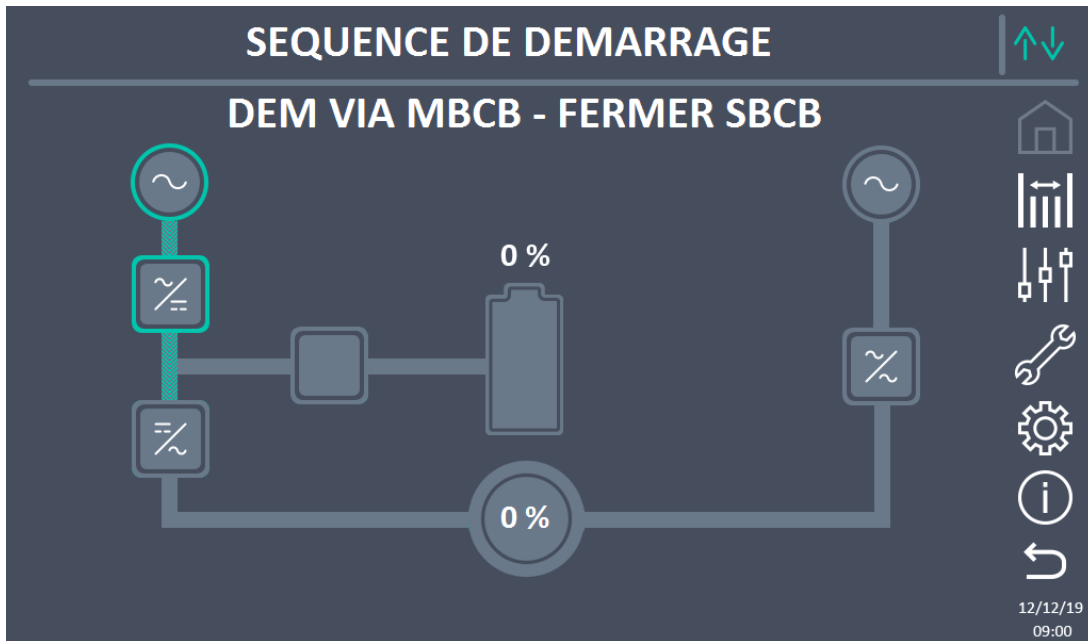 SEQUENCE DE DEMARRAGE
DEM VIA MBCB - FERMER SBCB
0 %
0 %
12/12/19
09:00